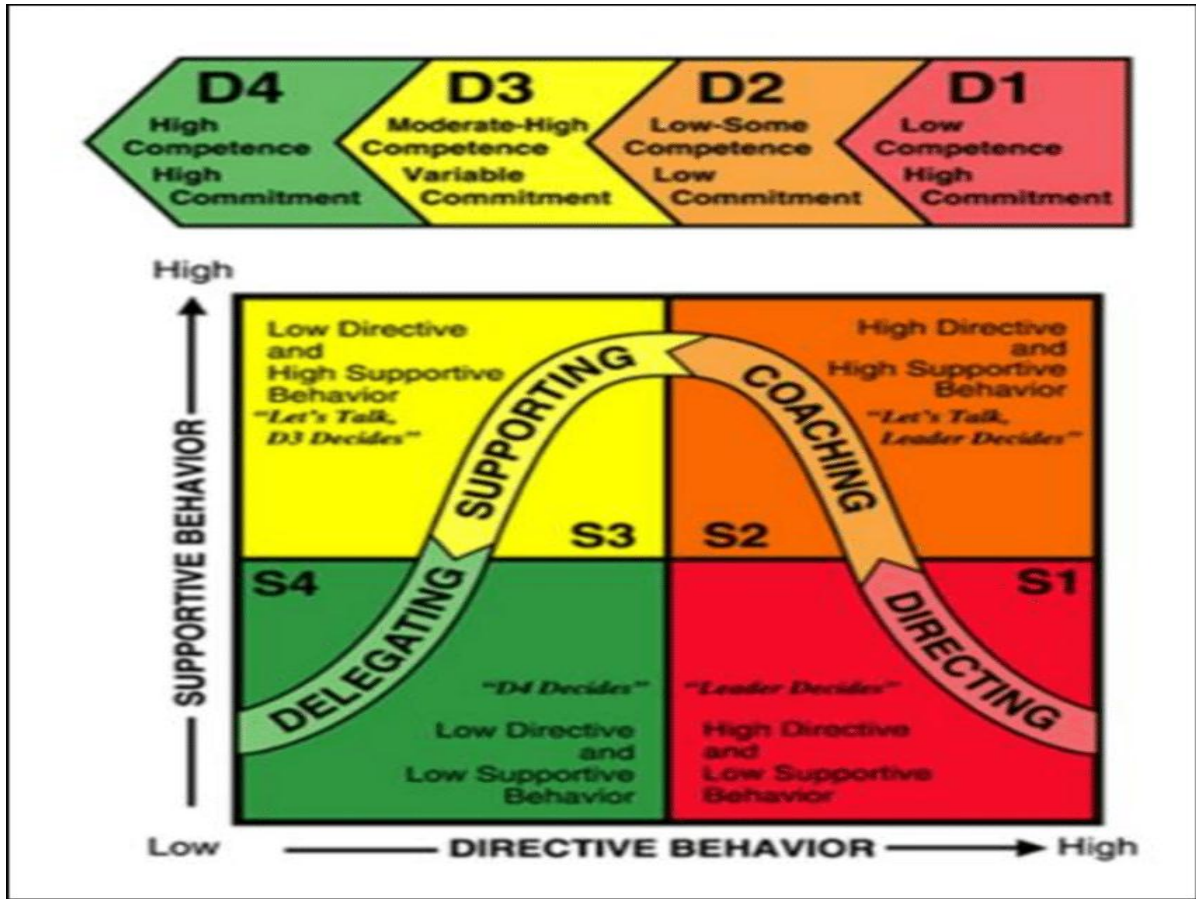 D4
High
Competence
High
Commitment
D3
Moderate-High
Competence
Variable
Commitment
D2
Low-Some
Competence
Low
Commitment
D1
Low
Competence
High
Commitment
High
SUPPORTIVE BEHAVIOR
Low Directive
and
High Supportive
Behavior
"Let's Talk,
D3 Decides"
S3
SUPPORTING
High Directive
and
High Supportive
Behavior
"Let's Talk,
Leader Decides"
S2
COACHING
S4
DELEGATING
"D4 Decides"
Low Directive
and
Low Supportive
Behavior
S1
DIRECTING
"Leader Decides"
High Directive
and
Low Supportive
Behavior
Low
DIRECTIVE BEHAVIOR
High